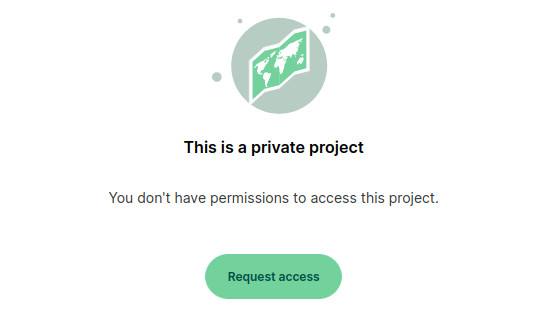 This is a private project
You don't have permissions to access this project.
Request access